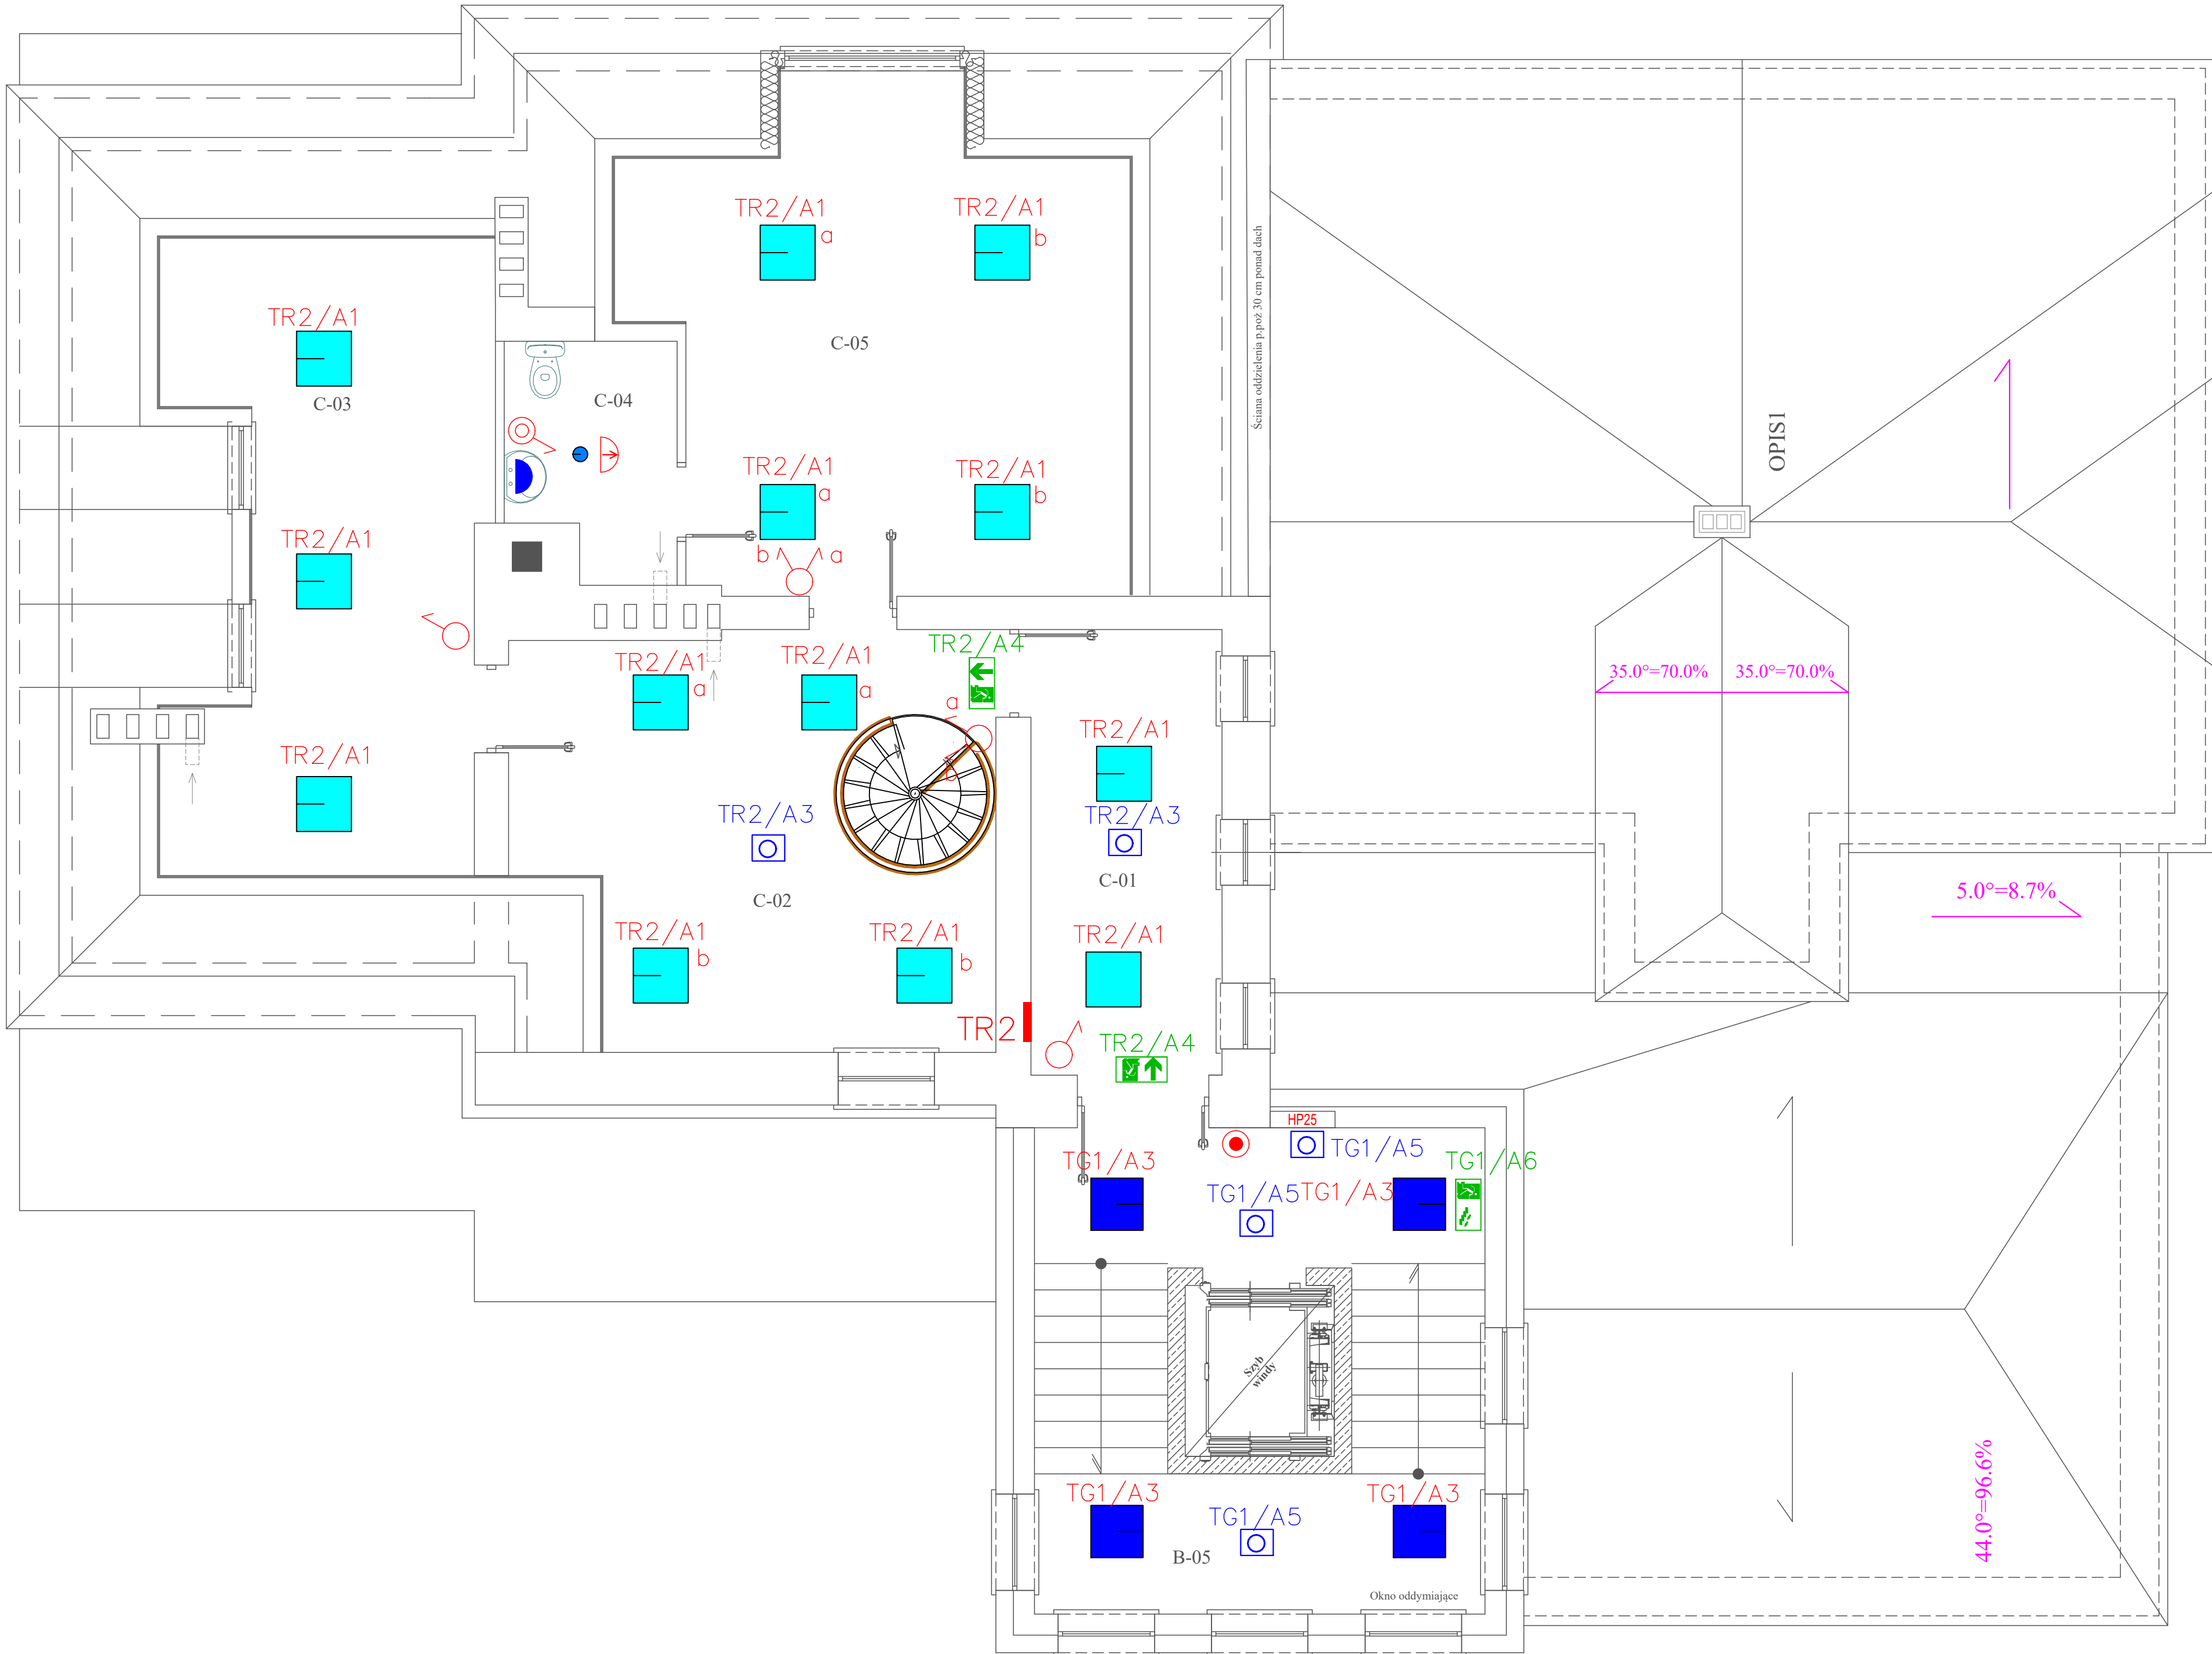 TR2/A1
a
TR2/A1
b
Ściana oddzielenia p.poż 30 cm ponad dach
TR2/A1
C-05
C-03
C-04
OPIS1
TR2/A1
a
TR2/A1
b
TR2/A1
b
a
TR2/A4
TR2/A1
a
TR2/A1
a
35.0°=70.0%
35.0°=70.0%
a
TR2/A1
TR2/A1
b
TR2/A3
TR2/A3
C-01
C-02
5.0°=8.7%
TR2/A1
b
TR2/A1
b
TR2/A1
TR2
TR2/A4
HP25
TG1/A5
TG1/A3
TG1/A6
TG1/A5
TG1/A3
Szyb
windy
44.0°=96.6%
TG1/A3
TG1/A3
TG1/A5
B-05
Okno oddymiające